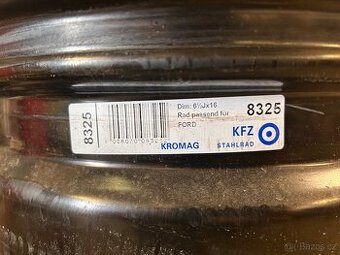 8325
Dim: 6½Jx16
Rad passend für
FORD
8325
KROMAG
KFZ
STAHLRAD